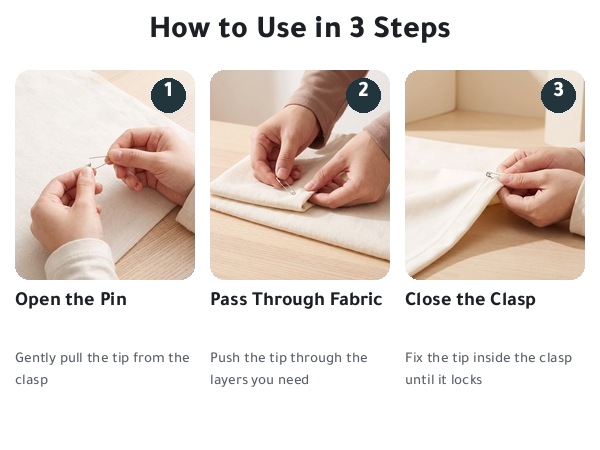 How to Use in 3 Steps
1
2
3
Open the Pin
Pass Through Fabric
Close the Clasp
Gently pull the tip from the
clasp
Push the tip through the
layers you need
Fix the tip inside the clasp
until it locks